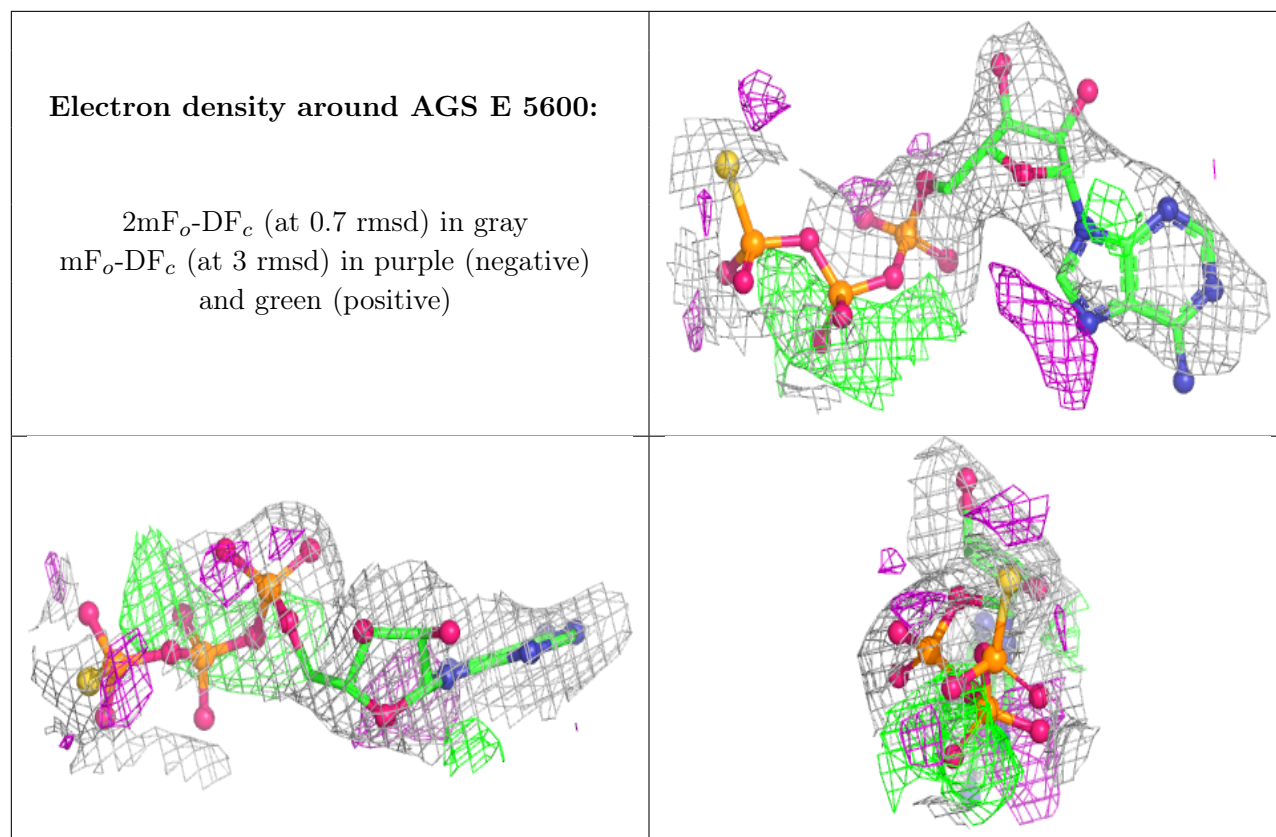 Electron density around AGS E 5600:
2mFₒ-DF𝒸 (at 0.7 rmsd) in gray
mFₒ-DF𝒸 (at 3 rmsd) in purple (negative)
and green (positive)